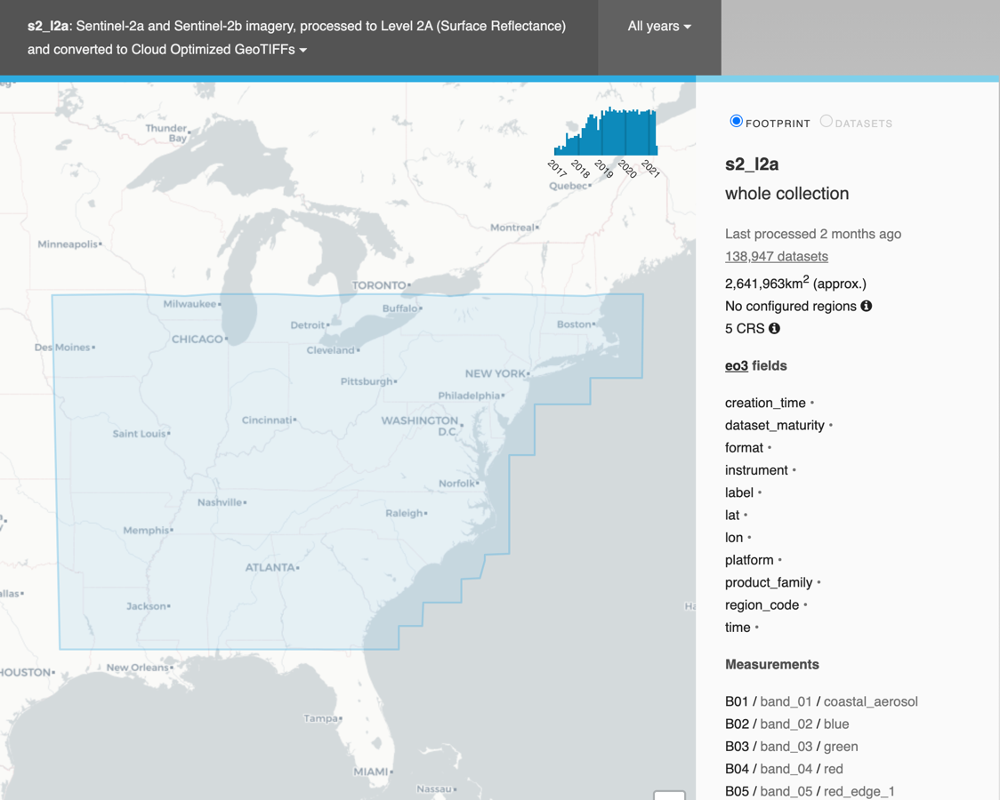 s2_l2a: Sentinel-2a and Sentinel-2b imagery, processed to Level 2A (Surface Reflectance)
and converted to Cloud Optimized GeoTIFFs
All years
Thunder
Bay
2017
2018
2019
2020
2021
Quebec
Montreal
Minneapolis
TORONTO
Milwaukee
Buffalo
Detroit
Boston
CHICAGO
Des Moines
Cleveland
NEW YORK
Pittsburgh
Philadelphia
Cincinnati
WASHINGTON
D.C.
Saint Louis
Norfolk
Nashville
Raleigh
Memphis
ATLANTA
allas
Jackson
Ha
New Orleans
HOUSTON
Tampa
MIAMI
Nassau
FOOTPRINT
DATASETS
s2_l2a
whole collection
Last processed 2 months ago
138,947 datasets
2,641,963km2 (approx.)
No configured regions
5 CRS
eo3 fields
creation_time •
dataset_maturity •
format •
instrument •
label •
lat •
lon •
platform •
product_family •
region_code •
time •
Measurements
B01 / band_01 / coastal_aerosol
B02 / band_02 / blue
B03 / band_03 / green
B04 / band_04 / red
B05 / band_05 / red_edge_1